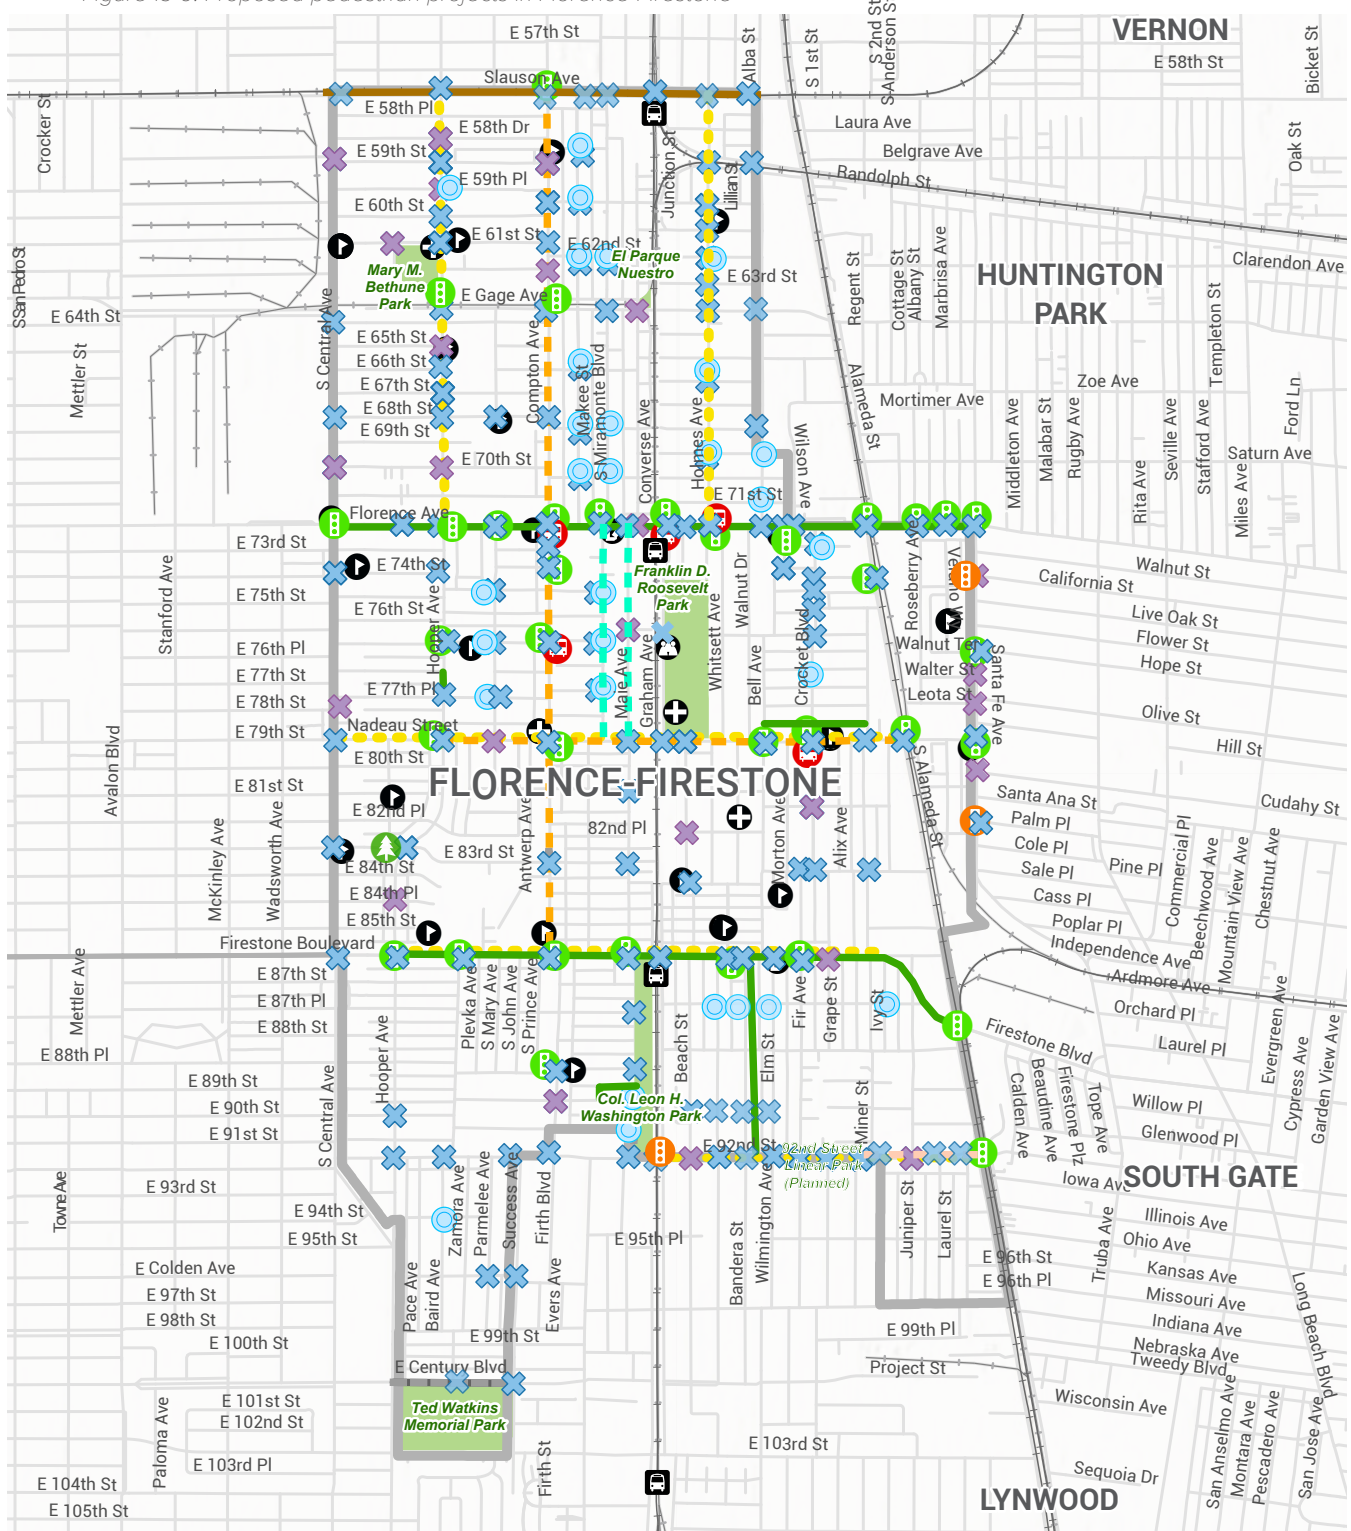 E 57th St
Alba St
S 1st St
S 2nd St
S Anderson St
VERNON
E 58th St
Bicket St
Slauson Ave
E 58th Pl
E 58th Dr
Crocker St
E 59th St
E 59th Pl
Laura Ave
Belgrave Ave
Randolph St
Oak St
Junction St
Lillian St
E 60th St
E 61st St
E 62nd St
Mary M.
Bethune
Park
El Parque
Nuestro
E 63rd St
Clarendon Ave
HUNTINGTON
PARK
Regent St
Cottage St
Albany St
Marbrisa Ave
S San Pedro St
E 64th St
E Gage Ave
S Central Ave
E 65th St
E 66th St
E 67th St
E 68th St
E 69th St
E 70th St
Compton Ave
Makee St
S Miramonte Blvd
Converse Ave
Holmes Ave
Wilson Ave
Alameda St
Mettler St
Zoe Ave
Mortimer Ave
Templeton St
Ford Ln
Middleton Ave
Malabar St
Rugby Ave
Rita Ave
Seville Ave
Stafford Ave
Miles Ave
Saturn Ave
E 71st St
Florence Ave
E 73rd St
E 74th St
E 75th St
E 76th St
E 76th Pl
E 77th St
E 77th Pl
E 78th St
E 79th St
Nadeau Street
E 80th St
Stanford Ave
Hooper Ave
Franklin D.
Roosevelt
Park
Maie Ave
Graham Ave
Whitsett Ave
Walnut Dr
Bell Ave
Crockett Blvd
Roseberry Ave
Walnut Te
Walter St
Leota St
Santa Fe Ave
Walnut St
California St
Live Oak St
Flower St
Hope St
Olive St
Hill St
FLORENCE-FIRESTONE
Avalon Blvd
E 81st St
E 82nd Pl
82nd Pl
E 83rd St
E 84th St
E 84th Pl
E 85th St
McKinley Ave
Wadsworth Ave
Antwerp Ave
Morton Ave
Alix Ave
S Alameda St
Santa Ana St
Palm Pl
Cole Pl
Sale Pl
Cass Pl
Poplar Pl
Independence Ave
Ardmore Ave
Pine Pl
Cudahy St
Commercial Pl
Beechwood Ave
Mountain View Ave
Chestnut Ave
Firestone Boulevard
E 87th St
E 87th Pl
E 88th St
E 88th Pl
Mettler Ave
Plevka Ave
S Mary Ave
S John Ave
S Prince Ave
Hooper Ave
Beach St
Elm St
Fir Ave
Grape St
Ivy St
Orchard Pl
Firestone Blvd
Laurel Pl
Evergreen Ave
Cypress Ave
Garden View Ave
E 89th St
E 90th St
E 91st St
Col. Leon H.
Washington Park
E 92nd St
92nd Street
Linear Park
(Planned)
Miner St
Calden Ave
Beaudine Ave
Firestone Plz
Tope Ave
Willow Pl
Glenwood Pl
SOUTH GATE
S Central Ave
Towne Ave
E 93rd St
E 94th St
E 95th St
Zamora Ave
Parmelee Ave
Success Ave
Firth Blvd
E 95th Pl
Bandera St
Wilmington Ave
Juniper St
Laurel St
E 96th St
E 96th Pl
Iowa Ave
Illinois Ave
Ohio Ave
Truba Ave
Kansas Ave
Missouri Ave
Indiana Ave
Nebraska Ave
Tweedy Blvd
Long Beach Blvd
E Colden Ave
E 97th St
E 98th St
E 100th St
Pace Ave
Baird Ave
Evers Ave
E 99th St
E 99th Pl
E Century Blvd
Project St
Wisconsin Ave
E 101st St
E 102nd St
Ted Watkins
Memorial Park
E 103rd St
E 103rd Pl
Paloma Ave
Firth St
E 104th St
E 105th St
Sequoia Dr
LYNWOOD
San Anselmo Ave
Montara Ave
Pescadero Ave
San Jose Ave